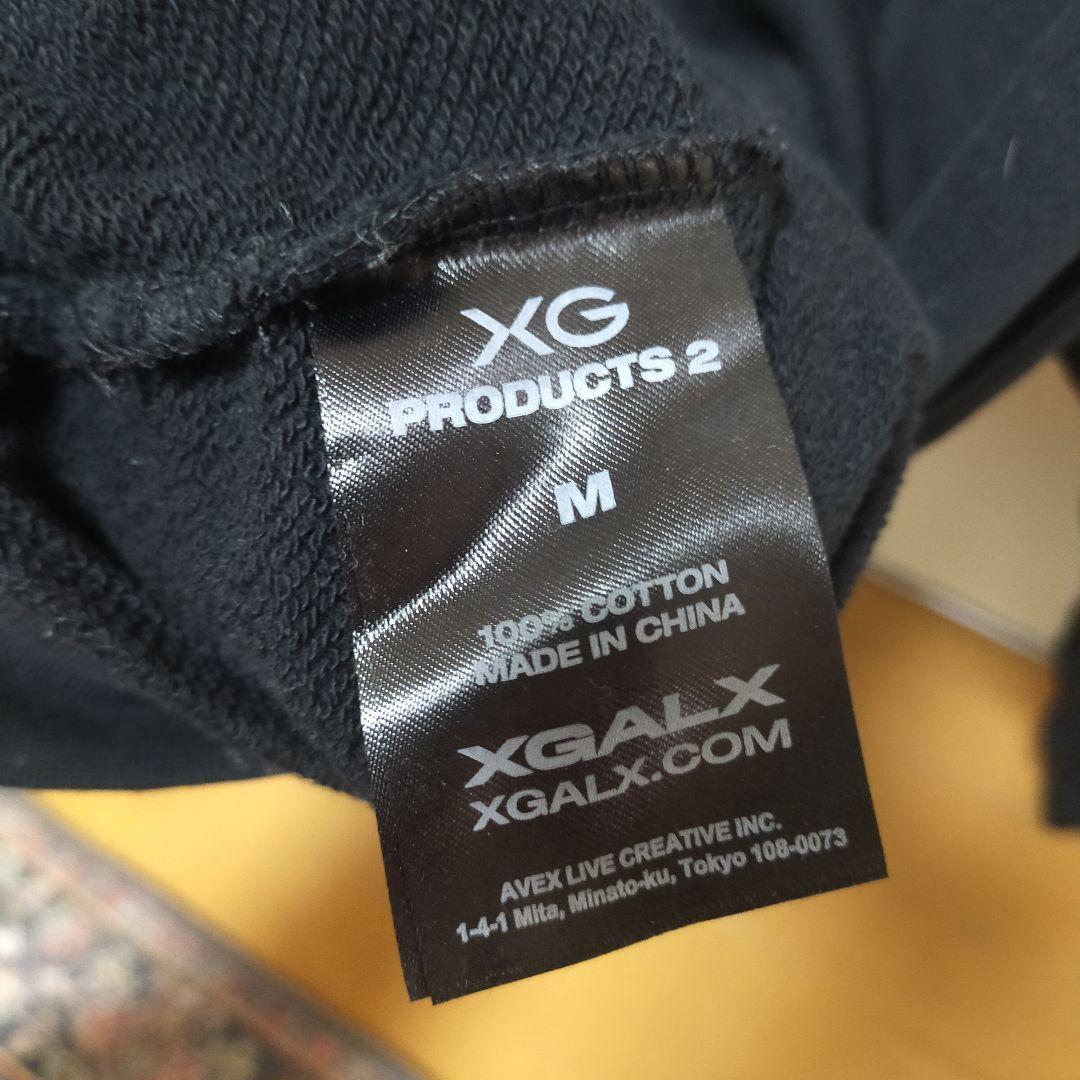 XG
PRODUCTS 2
M
100% COTTON
MADE IN CHINA
XGALX
XGALX.COM
AVEX LIVE CREATIVE INC.
1-4-1 Mita, Minato-ku, Tokyo 108-0073